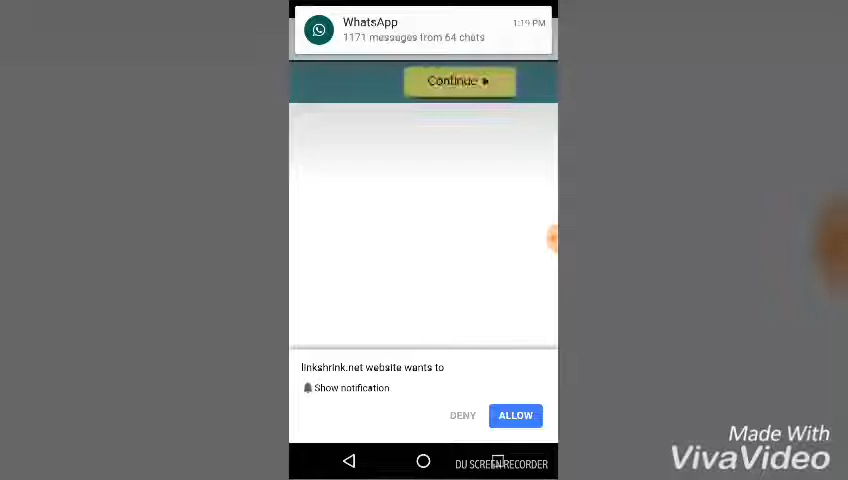 WhatsApp
1:19 PM
1171 messages from 64 chats
Continue
linkshrink.net website wants to
Show notification
DENY
ALLOW
DU SCREEN RECORDER
Made With
VivaVideo